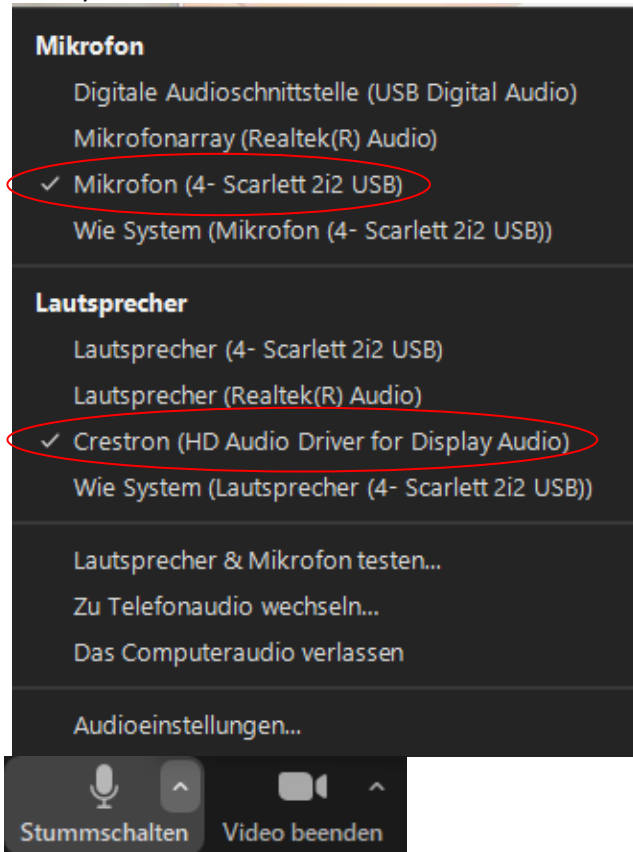 Mikrofon
Digitale Audioschnittstelle (USB Digital Audio)
Mikrofonarray (Realtek(R) Audio)
✓ Mikrofon (4- Scarlett 2i2 USB)
Wie System (Mikrofon (4- Scarlett 2i2 USB))
Lautsprecher
Lautsprecher (4- Scarlett 2i2 USB)
Lautsprecher (Realtek(R) Audio)
✓ Crestron (HD Audio Driver for Display Audio)
Wie System (Lautsprecher (4- Scarlett 2i2 USB))
Lautsprecher & Mikrofon testen...
Zu Telefonaudio wechseln...
Das Computeraudio verlassen
Audioeinstellungen...
Stummschalten Video beenden